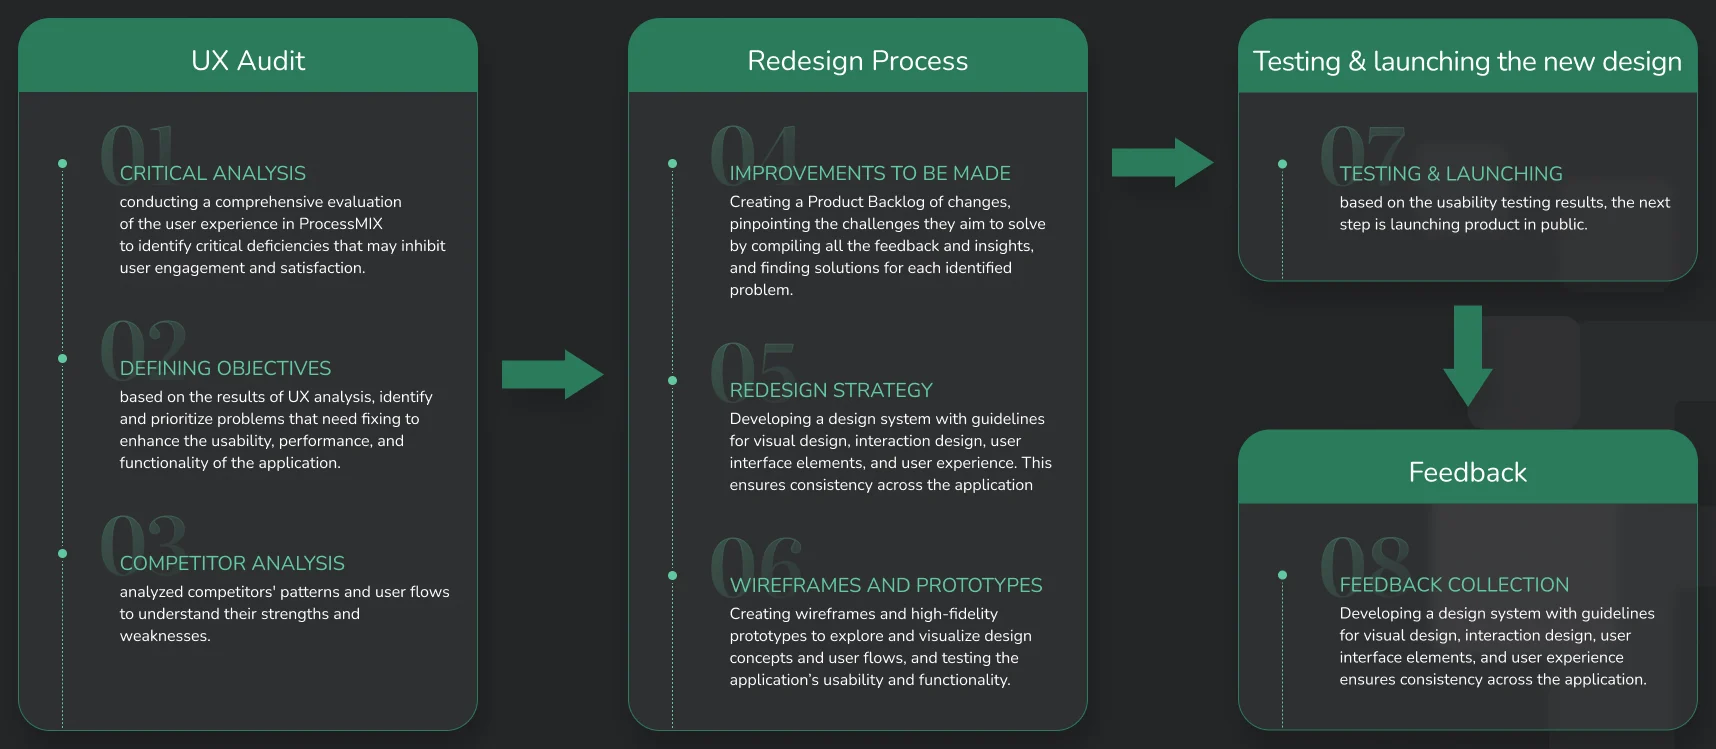 UX Audit
01
CRITICAL ANALYSIS
conducting a comprehensive evaluation
of the user experience in ProcessMIX
to identify critical deficiencies that may inhibit
user engagement and satisfaction.
02
DEFINING OBJECTIVES
based on the results of UX analysis, identify
and prioritize problems that need fixing to
enhance the usability, performance, and
functionality of the application.
03
COMPETITOR ANALYSIS
analyzed competitors' patterns and user flows
to understand their strengths and
weaknesses.
Redesign Process
04
IMPROVEMENTS TO BE MADE
Creating a Product Backlog of changes,
pinpointing the challenges they aim to solve
by compiling all the feedback and insights,
and finding solutions for each identified
problem.
05
REDESIGN STRATEGY
Developing a design system with guidelines
for visual design, interaction design, user
interface elements, and user experience. This
ensures consistency across the application
06
WIREFRAMES AND PROTOTYPES
Creating wireframes and high-fidelity
prototypes to explore and visualize design
concepts and user flows, and testing the
application’s usability and functionality.
Testing & launching the new design
07
TESTING & LAUNCHING
based on the usability testing results, the next
step is launching product in public.
Feedback
08
FEEDBACK COLLECTION
Developing a design system with guidelines
for visual design, interaction design, user
interface elements, and user experience
ensures consistency across the application.